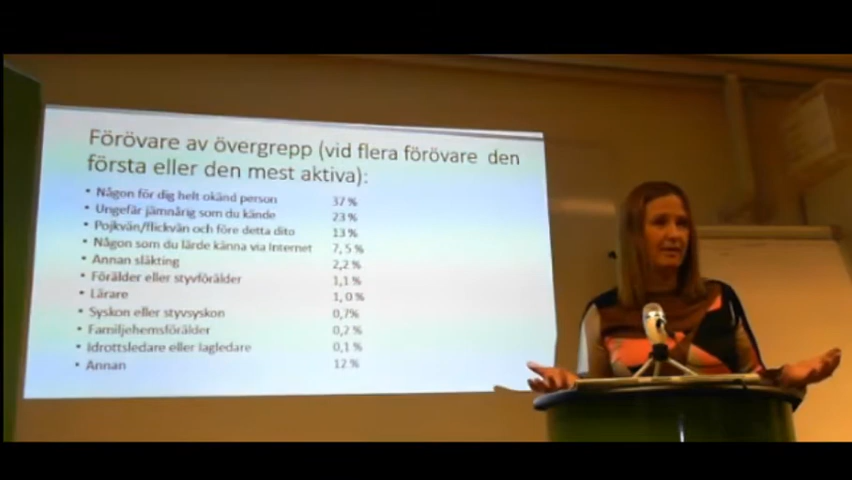 Förövare av övergrepp (vid flera förövare den
första eller den mest aktiva):
• Någon för dig helt okänd person 37 %
• Ungefär jämnårig som du kände 23 %
• Pojkvän/flickvän och före detta dito 13 %
• Någon som du lärde känna via Internet 7, 5 %
• Annan släkting 2,2 %
• Förälder eller styvförälder 1,1 %
• Lärare 1, 0 %
• Syskon eller styvsyskon 0,7%
• Familjehemsförälder 0,2 %
• Idrottsledare eller lagledare 0,1 %
• Annan 12 %